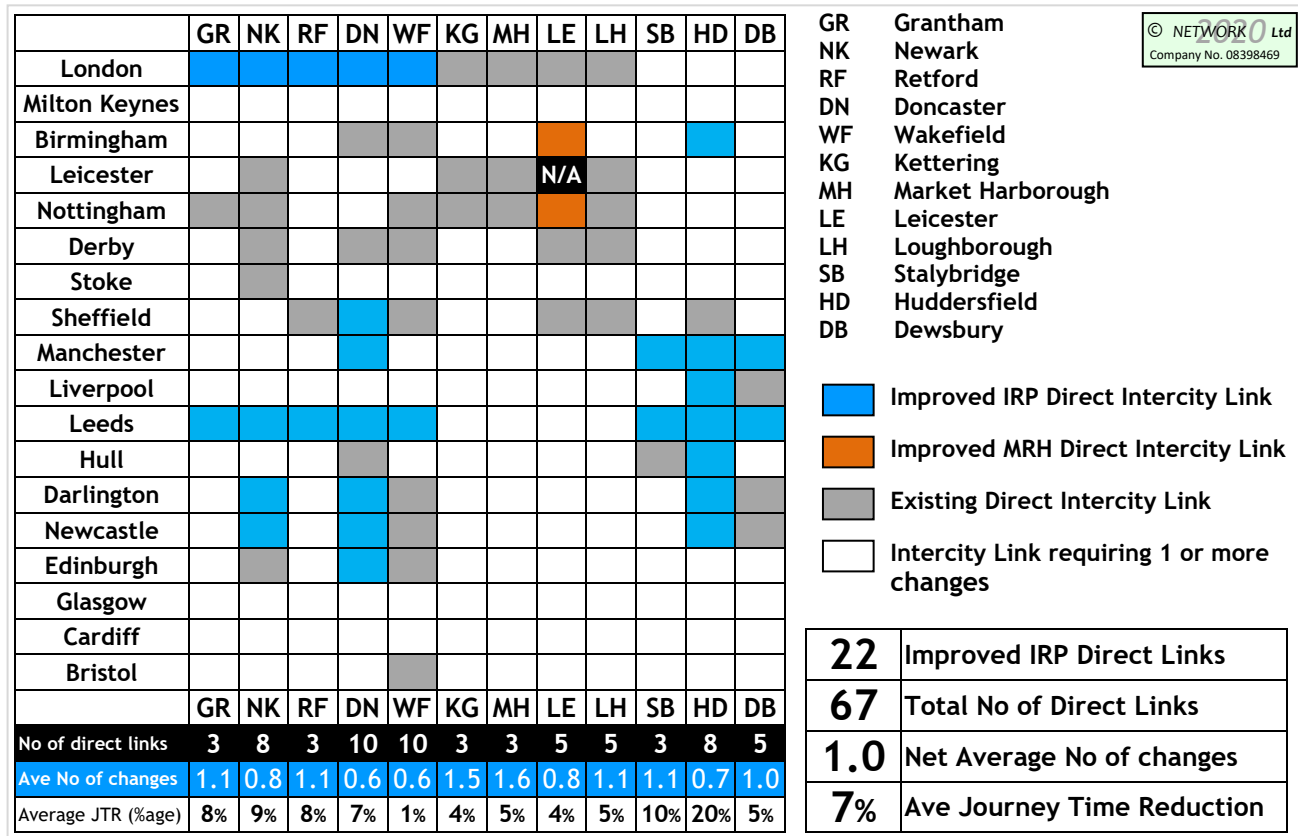 GR NK RF DN WF KG MH LE LH SB HD DB
London
Milton Keynes
Birmingham
Leicester N/A
Nottingham
Derby
Stoke
Sheffield
Manchester
Liverpool
Leeds
Hull
Darlington
Newcastle
Edinburgh
Glasgow
Cardiff
Bristol
GR NK RF DN WF KG MH LE LH SB HD DB
No of direct links 3 8 3 10 10 3 3 5 5 3 8 5
Ave No of changes 1.1 0.8 1.1 0.6 0.6 1.5 1.6 0.8 1.1 1.1 0.7 1.0
Average JTR (%age) 8% 9% 8% 7% 1% 4% 5% 4% 5% 10% 20% 5%
GR Grantham
NK Newark
RF Retford
DN Doncaster
WF Wakefield
KG Kettering
MH Market Harborough
LE Leicester
LH Loughborough
SB Stalybridge
HD Huddersfield
DB Dewsbury
© NETWORK 2020 Ltd
Company No. 08398469
Improved IRP Direct Intercity Link
Improved MRH Direct Intercity Link
Existing Direct Intercity Link
Intercity Link requiring 1 or more
changes
22 Improved IRP Direct Links
67 Total No of Direct Links
1.0 Net Average No of changes
7% Ave Journey Time Reduction